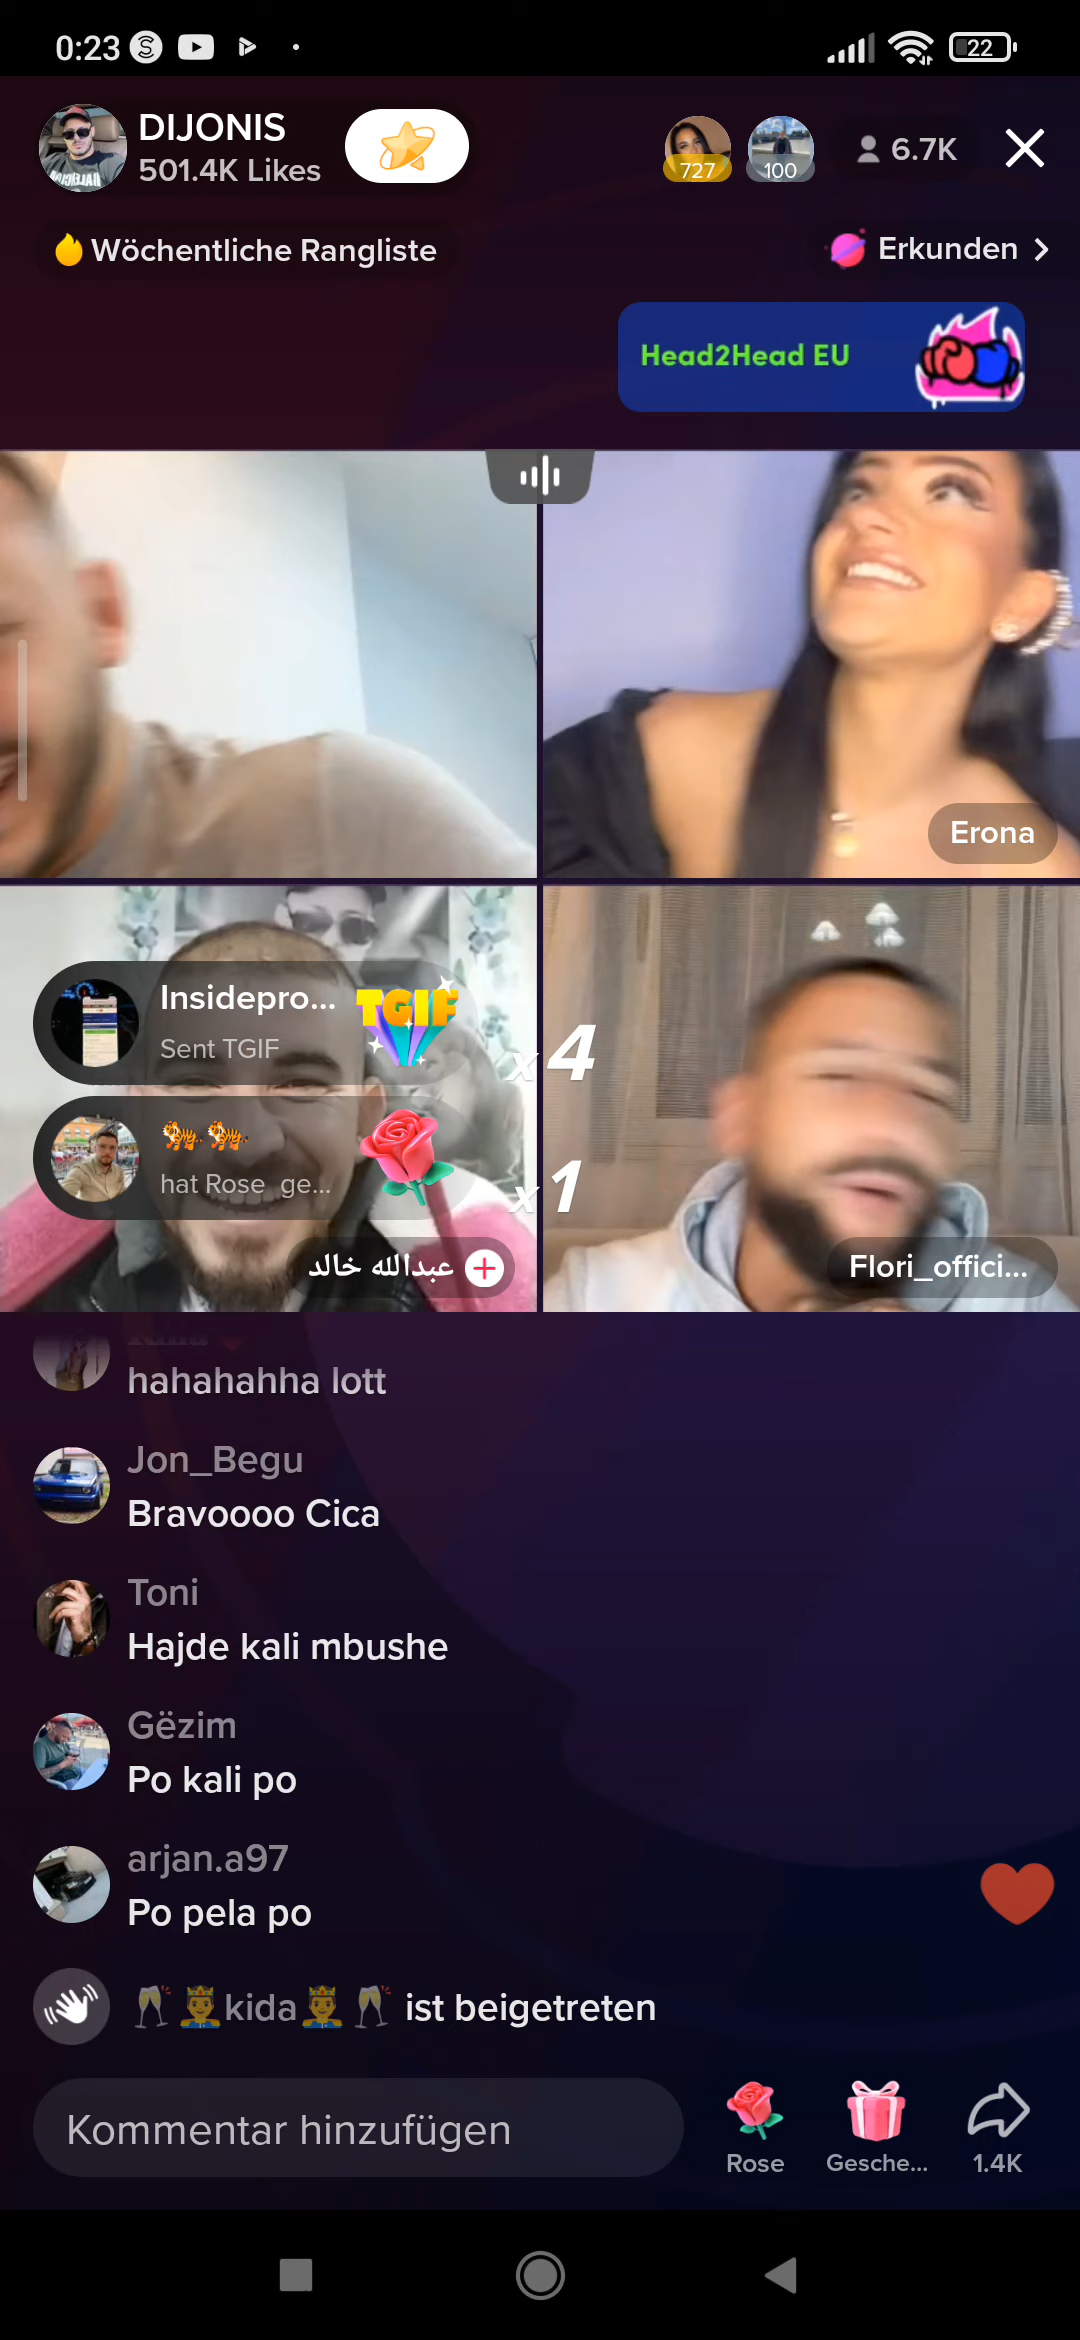 0:23
22
DIJONIS
501.4K Likes
727
100
6.7K
Wöchentliche Rangliste
Erkunden
Head2Head EU
Erona
Insidepro...
Sent TGIF
TGIF
x4
🐅🐅
hat Rose ge...
x1
عبدالله خالد
Flori_offici...
hahahahha lott
Jon_Begu
Bravoooo Cica
Toni
Hajde kali mbushe
Gëzim
Po kali po
arjan.a97
Po pela po
🥂🤴kida🤴🥂 ist beigetreten
Kommentar hinzufügen
Rose
Gesche...
1.4K